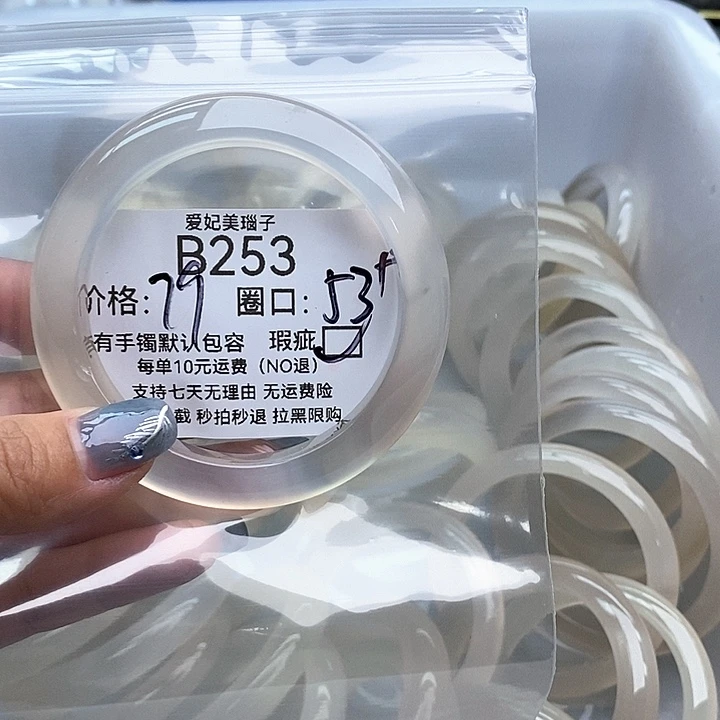 爱妃美瑙子
B253
价格:79 圈口:53+
有手镯默认包容 瑕疵
每单10元运费（NO退）
支持七天无理由 无运费险
截 秒拍秒退 拉黑限购